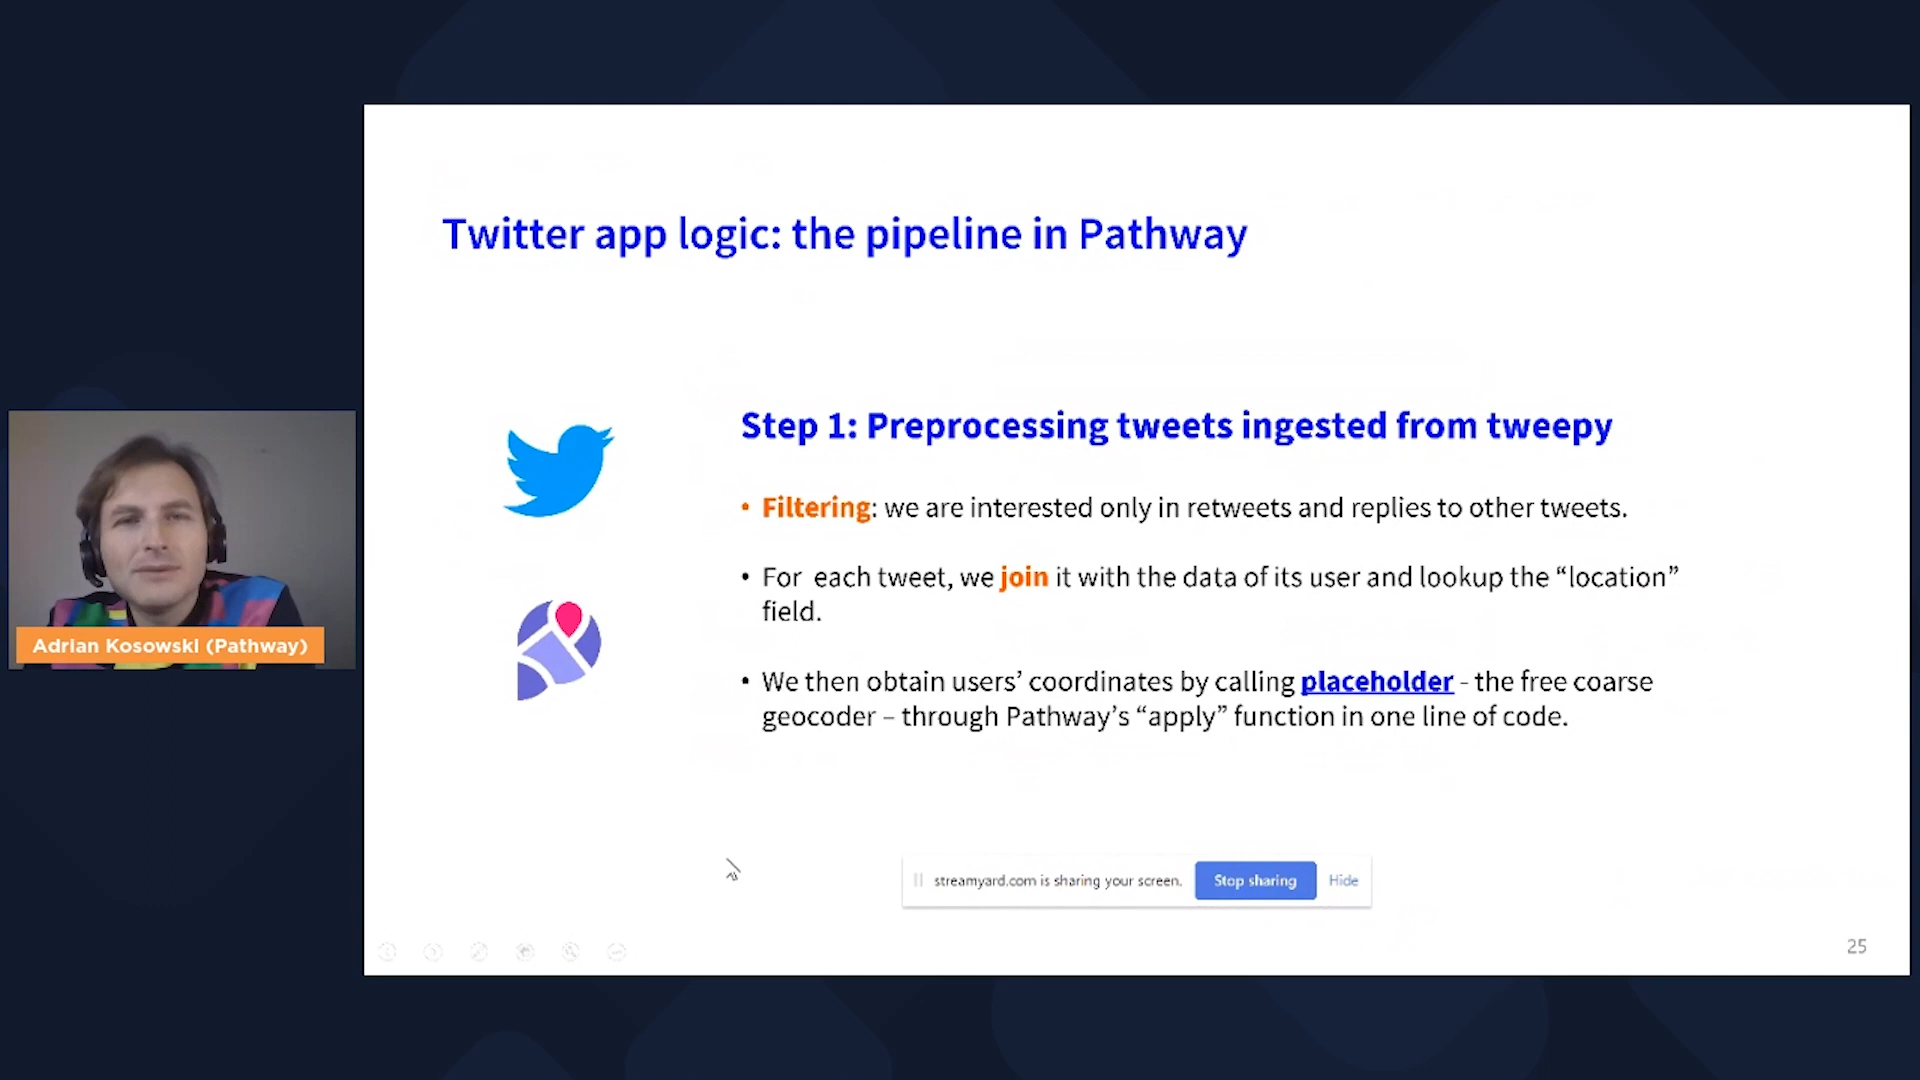 Twitter app logic: the pipeline in Pathway
Step 1: Preprocessing tweets ingested from tweepy
• Filtering: we are interested only in retweets and replies to other tweets.
• For each tweet, we join it with the data of its user and lookup the “location”
field.
• We then obtain users’ coordinates by calling placeholder - the free coarse
geocoder – through Pathway’s “apply” function in one line of code.
Adrian Kosowski (Pathway)
streamyard.com is sharing your screen. Stop sharing Hide
25